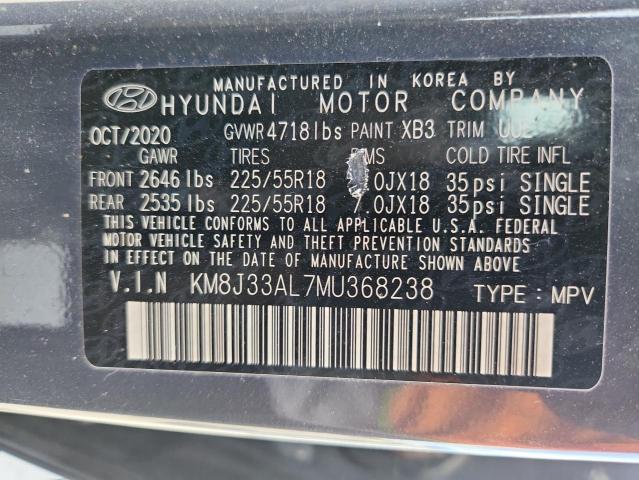 MANUFACTURED IN KOREA BY
HYUNDAI MOTOR COMPANY
OCT/2020 GVWR 4718lbs PAINT XB3 TRIM
GAWR TIRES COLD TIRE INFL
FRONT 2646 lbs 225/55R18 .0JX18 35psi SINGLE
REAR 2535 lbs 225/55R18 7.0JX18 35psi SINGLE
THIS VEHICLE CONFORMS TO ALL APPLICABLE U.S.A. FEDERAL
MOTOR VEHICLE SAFETY AND THEFT PREVENTION STANDARDS
IN EFFECT ON THE DATE OF MANUFACTURE SHOWN ABOVE.
V.I.N KM8J33AL7MU368238 TYPE : MPV